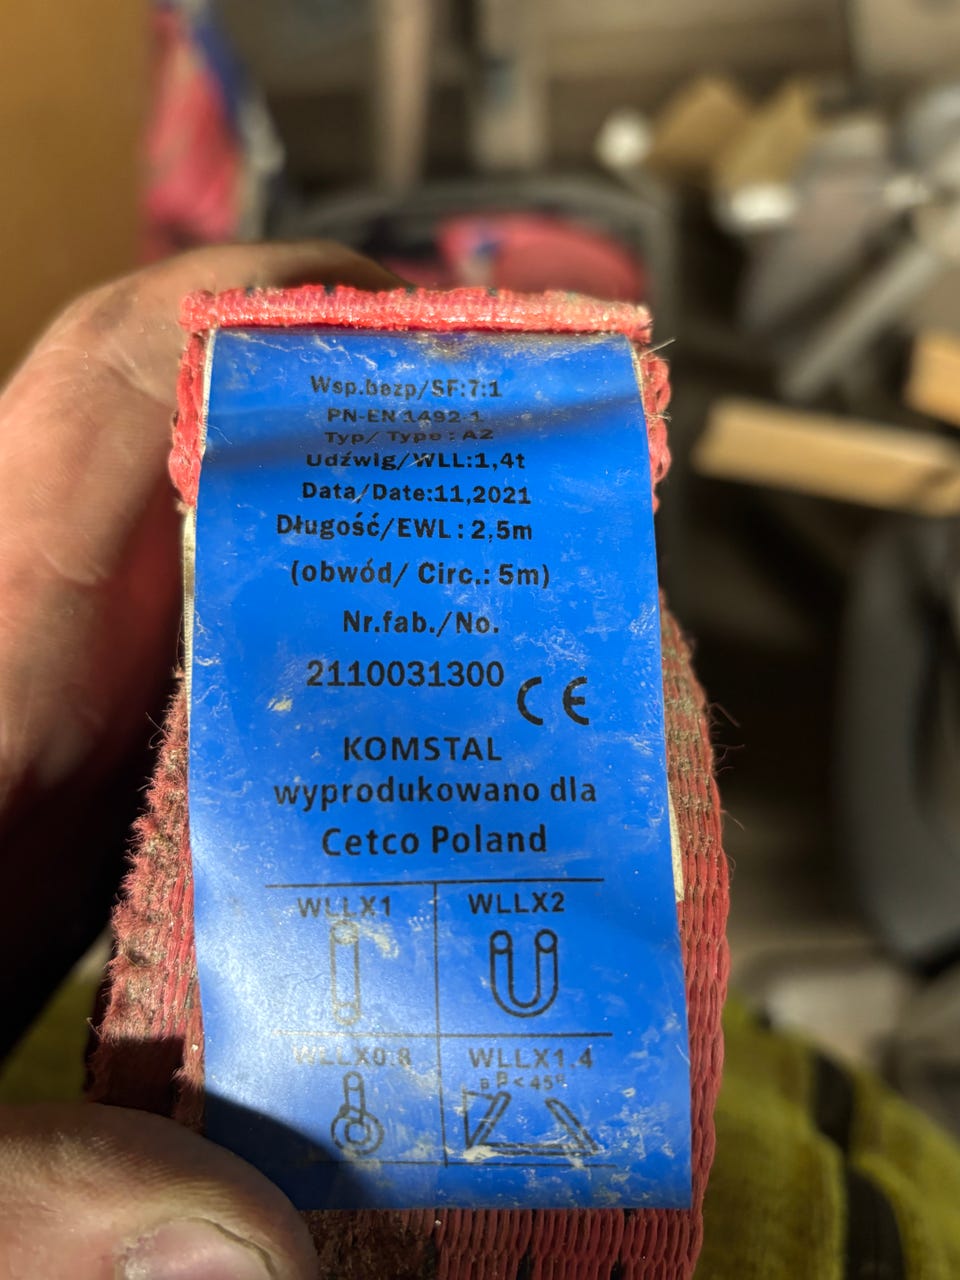 Wsp.bezp/SF:7:1
PN-EN 1492-1
Typ/ Type : A2
Udźwig/WLL:1,4t
Data/Date:11,2021
Długość/EWL : 2,5m
(obwód/ Circ.: 5m)
Nr.fab./No.
2110031300
CE
KOMSTAL
wyprodukowano dla
Cetco Poland
WLLX1 WLLX2
WLLX0.8 WLLX1,4
β < 45°